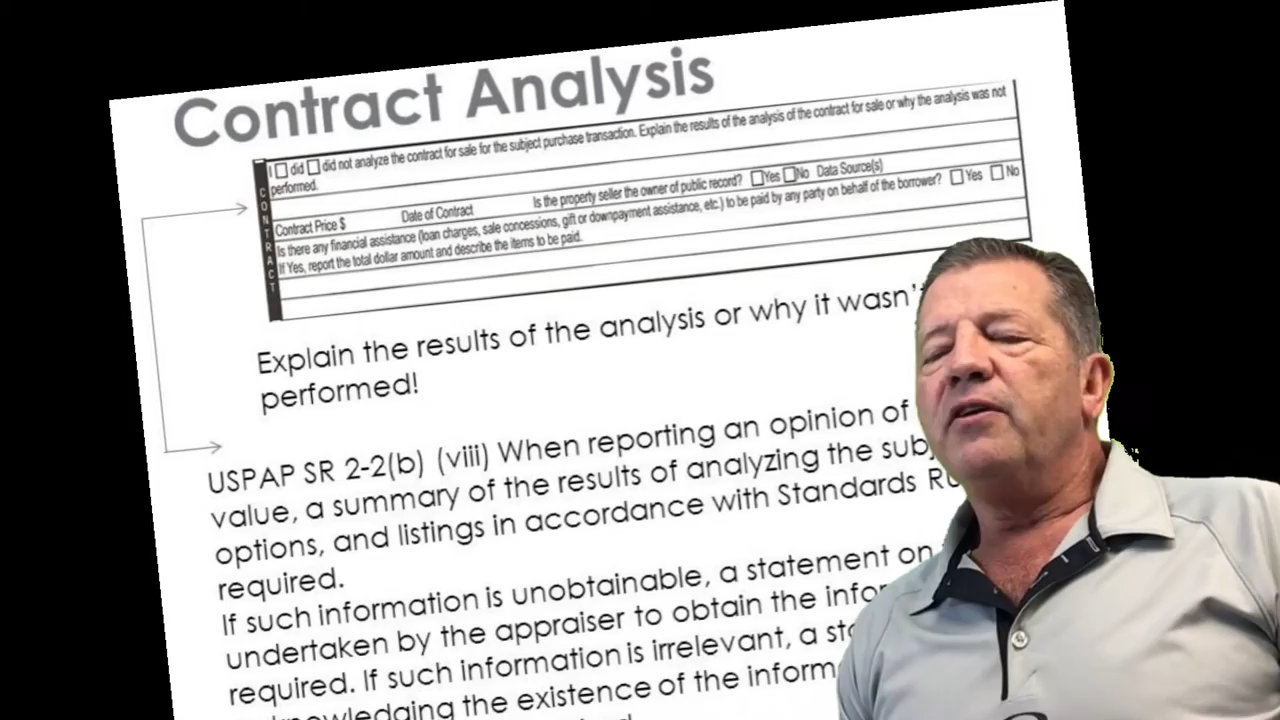 Contract Analysis
I did did not analyze the contract for sale for the subject purchase transaction. Explain the results of the analysis of the contract for sale or why the analysis was not
performed.
CONTRACT
Contract Price $ Date of Contract Is the property seller the owner of public record? Yes No Data Source(s)
Is there any financial assistance (loan charges, sale concessions, gift or downpayment assistance, etc.) to be paid by any party on behalf of the borrower? Yes No
If Yes, report the total dollar amount and describe the items to be paid.
Explain the results of the analysis or why it wasn't
performed!
USPAP SR 2-2(b) (viii) When reporting an opinion of
value, a summary of the results of analyzing the
options, and listings in accordance with Standards
required.
If such information is unobtainable, a statement on
undertaken by the appraiser to obtain the
required. If such information is irrelevant, a
acknowledging the existence of the